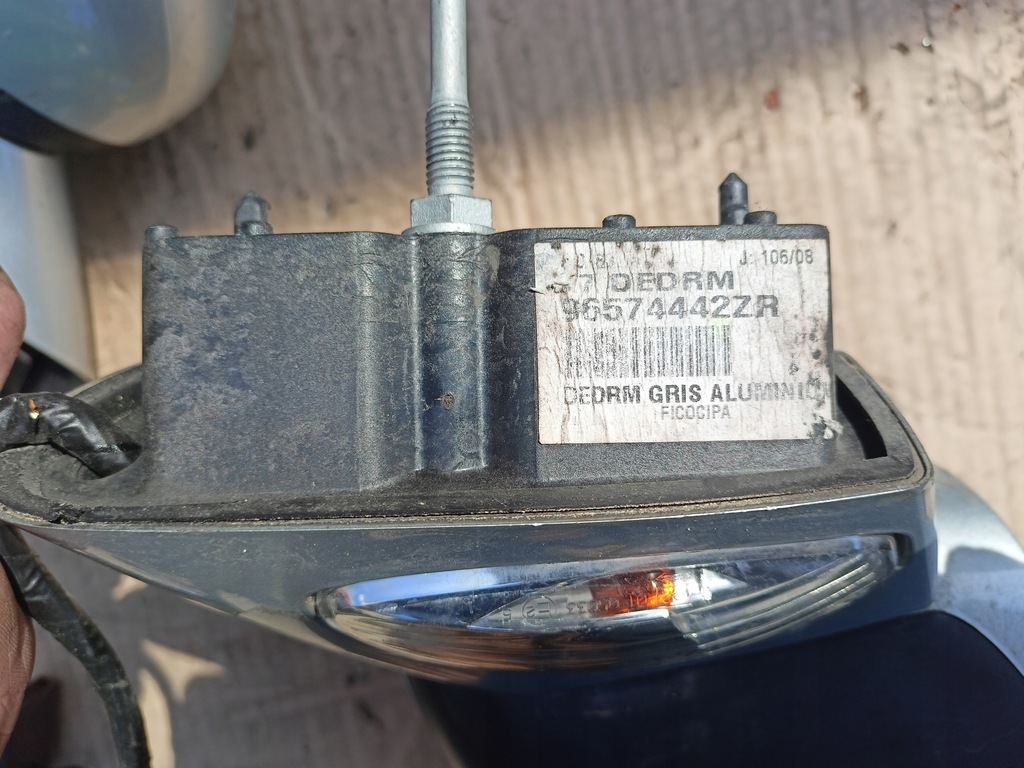 J: 106/08
DEDRM
96574442ZR
DEDRM GRIS ALUMINIO
FICOCIPA